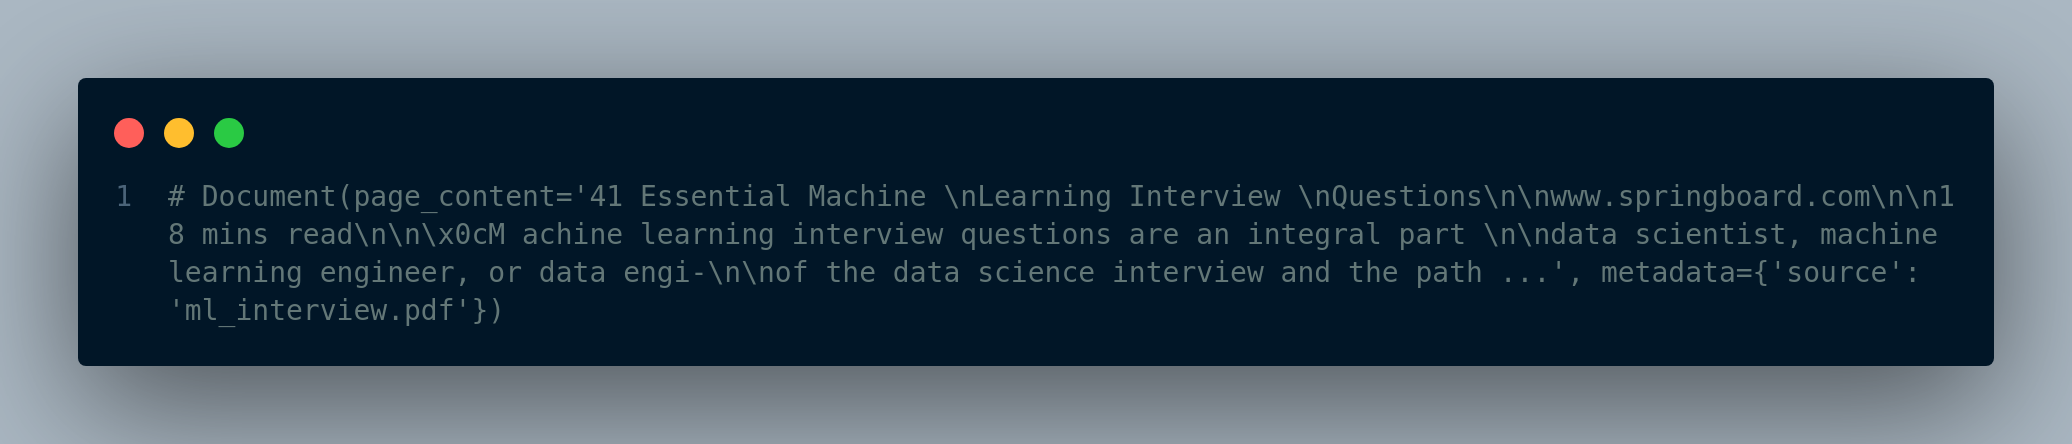 1 # Document(page_content='41 Essential Machine \nLearning Interview \nQuestions\n\nwww.springboard.com\n\n1
8 mins read\n\n\x0cM achine learning interview questions are an integral part \n\ndata scientist, machine
learning engineer, or data engi-\n\nof the data science interview and the path ...', metadata={'source':
'ml_interview.pdf'})